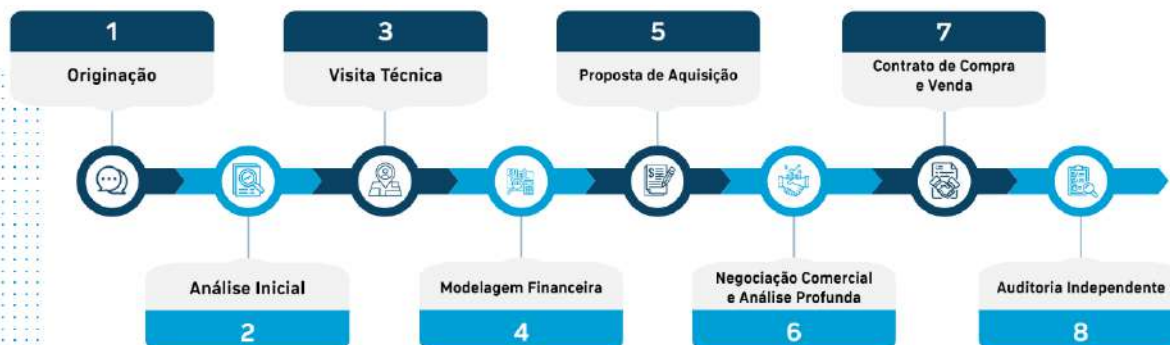 1
Originação
3
Visita Técnica
5
Proposta de Aquisição
7
Contrato de Compra
e Venda
Análise Inicial
2
Modelagem Financeira
4
Negociação Comercial
e Análise Profunda
6
Auditoria Independente
8